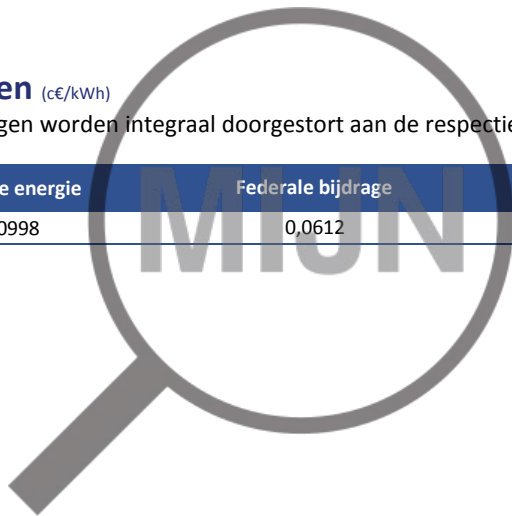 en (c€/kWh)
gen worden integraal doorgestort aan de respectie
e energie Federale bijdrage
0998 0,0612
MIJN